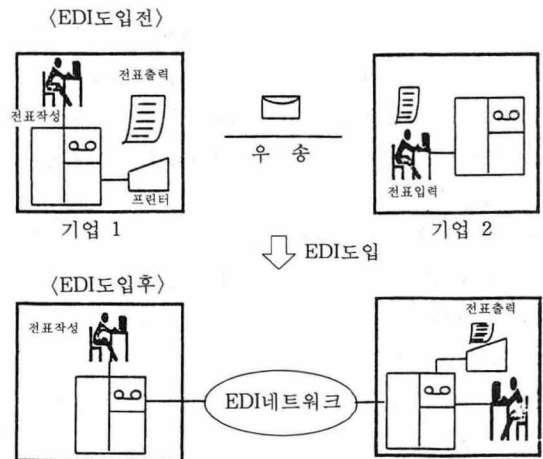 〈EDI도입전〉
전표출력
전표작성
프린터
기업 1
우 송
전표입력
기업 2
EDI도입
〈EDI도입후〉
전표작성
EDI네트워크
전표출력